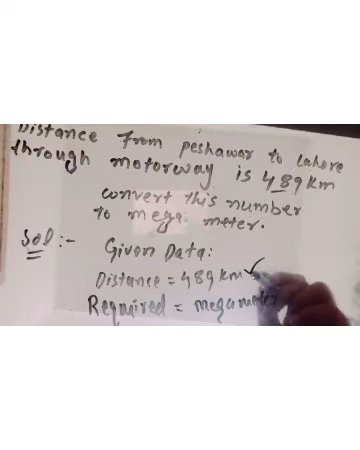 Distance from peshawar to Lahore
through motorway is 489 km
convert this number
to mega meter.
Sol:-
Given Data:
Distance = 489 km
Required = megameter